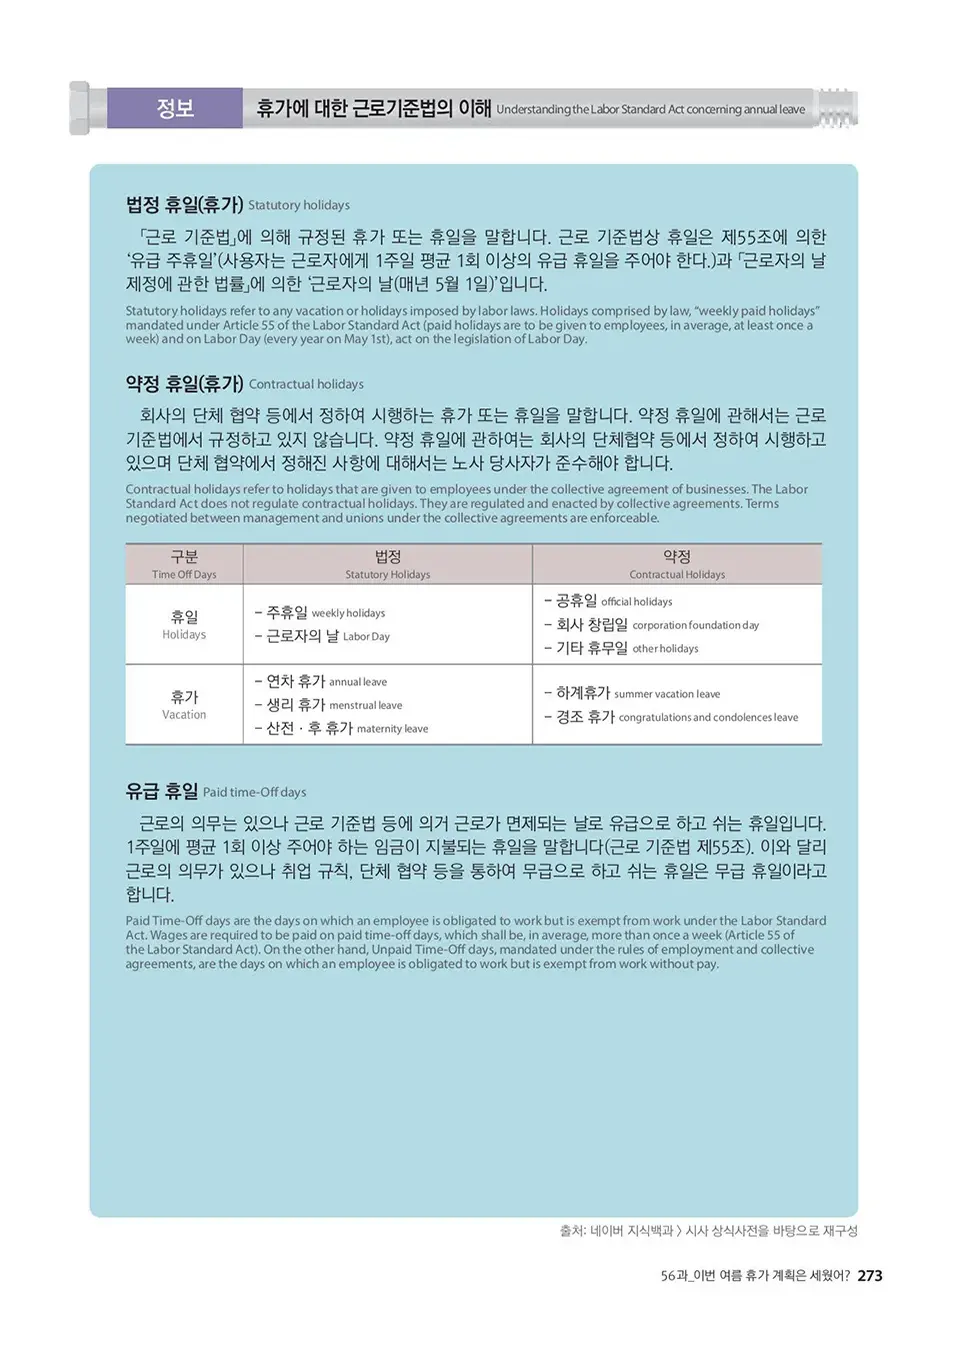 정보
휴가에 대한 근로기준법의 이해 Understanding the Labor Standard Act concerning annual leave
법정 휴일(휴가) Statutory holidays
「근로 기준법」에 의해 규정된 휴가 또는 휴일을 말합니다. 근로 기준법상 휴일은 제55조에 의한
‘유급 주휴일’(사용자는 근로자에게 1주일 평균 1회 이상의 유급 휴일을 주어야 한다.)과 「근로자의 날
제정에 관한 법률」에 의한 ‘근로자의 날(매년 5월 1일)’입니다.
Statutory holidays refer to any vacation or holidays imposed by labor laws. Holidays comprised by law, “weekly paid holidays”
mandated under Article 55 of the Labor Standard Act (paid holidays are to be given to employees, in average, at least once a
week) and on Labor Day (every year on May 1st), act on the legislation of Labor Day.
약정 휴일(휴가) Contractual holidays
회사의 단체 협약 등에서 정하여 시행하는 휴가 또는 휴일을 말합니다. 약정 휴일에 관해서는 근로
기준법에서 규정하고 있지 않습니다. 약정 휴일에 관하여는 회사의 단체협약 등에서 정하여 시행하고
있으며 단체 협약에서 정해진 사항에 대해서는 노사 당사자가 준수해야 합니다.
Contractual holidays refer to holidays that are given to employees under the collective agreement of businesses. The Labor
Standard Act does not regulate contractual holidays. They are regulated and enacted by collective agreements. Terms
negotiated between management and unions under the collective agreements are enforceable.
구분 법정 약정
Time Off Days Statutory Holidays Contractual Holidays
휴일
Holidays
– 주휴일 weekly holidays
– 근로자의 날 Labor Day
– 공휴일 official holidays
– 회사 창립일 corporation foundation day
– 기타 휴무일 other holidays
휴가
Vacation
– 연차 휴가 annual leave
– 생리 휴가 menstrual leave
– 산전 · 후 휴가 maternity leave
– 하계휴가 summer vacation leave
– 경조 휴가 congratulations and condolences leave
유급 휴일 Paid time-Off days
근로의 의무는 있으나 근로 기준법 등에 의거 근로가 면제되는 날로 유급으로 하고 쉬는 휴일입니다.
1주일에 평균 1회 이상 주어야 하는 임금이 지불되는 휴일을 말합니다(근로 기준법 제55조). 이와 달리
근로의 의무가 있으나 취업 규칙, 단체 협약 등을 통하여 무급으로 하고 쉬는 휴일은 무급 휴일이라고
합니다.
Paid Time-Off days are the days on which an employee is obligated to work but is exempt from work under the Labor Standard
Act. Wages are required to be paid on paid time-off days, which shall be, in average, more than once a week (Article 55 of
the Labor Standard Act). On the other hand, Unpaid Time-Off days, mandated under the rules of employment and collective
agreements, are the days on which an employee is obligated to work but is exempt from work without pay.
출처: 네이버 지식백과 〉 시사 상식사전을 바탕으로 재구성
56과_이번 여름 휴가 계획은 세웠어? 273